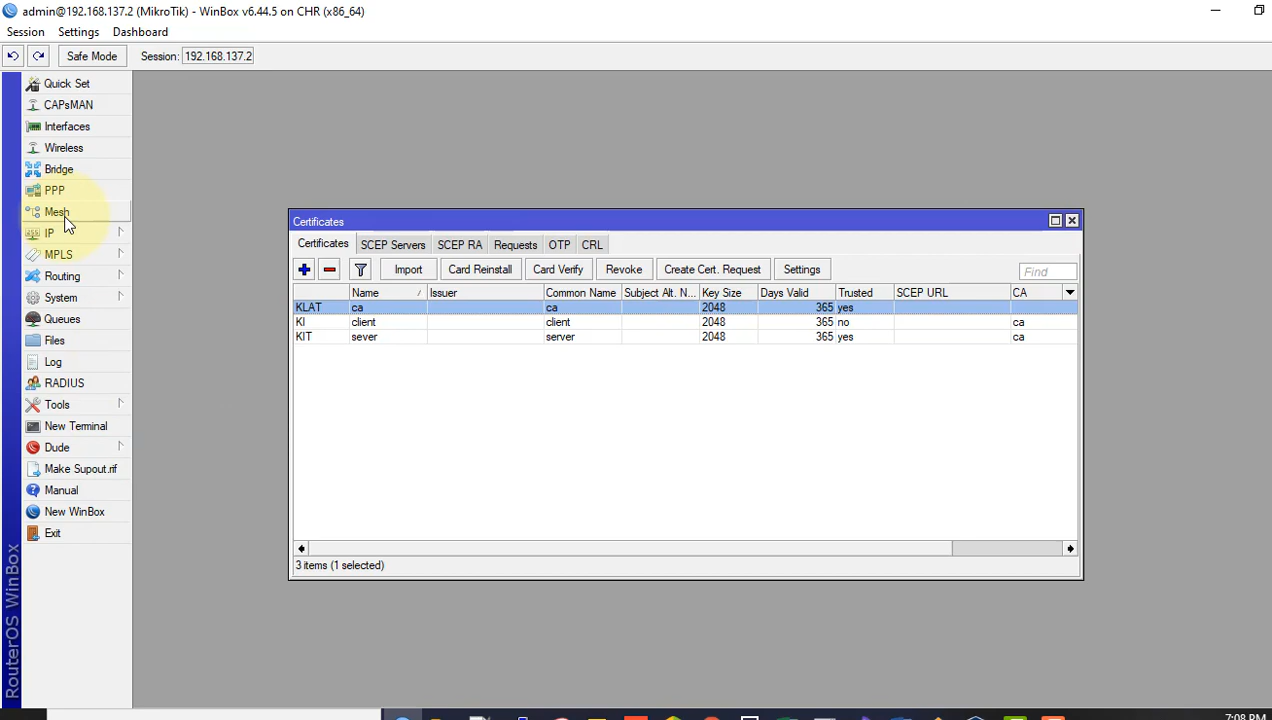 admin@192.168.137.2 (MikroTik) - WinBox v6.44.5 on CHR (x86_64)
Session Settings Dashboard
Safe Mode Session: 192.168.137.2
Quick Set
CAPsMAN
Interfaces
Wireless
Bridge
PPP
Mesh
IP
MPLS
Routing
System
Queues
Files
Log
RADIUS
Tools
New Terminal
Dude
Make Supout.rif
Manual
New WinBox
Exit
RouterOS WinBox
Certificates
Certificates SCEP Servers SCEP RA Requests OTP CRL
Import Card Reinstall Card Verify Revoke Create Cert. Request Settings Find
Name / Issuer Common Name Subject Alt. N... Key Size Days Valid Trusted SCEP URL CA
KLAT ca ca 2048 365 yes
KI client client 2048 365 no ca
KIT sever server 2048 365 yes ca
3 items (1 selected)
7:08 PM